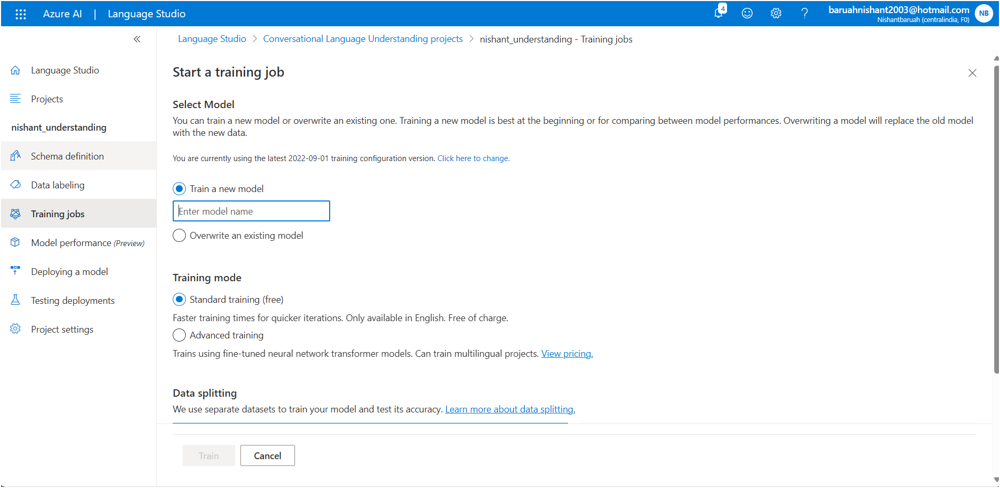 Azure AI | Language Studio
4
baruahnishant2003@hotmail.com
Nishantbaruah (centralindia, F0)
NB
Language Studio > Conversational Language Understanding projects > nishant_understanding - Training jobs
Language Studio
Projects
nishant_understanding
Schema definition
Data labeling
Training jobs
Model performance (Preview)
Deploying a model
Testing deployments
Project settings
Start a training job
Select Model
You can train a new model or overwrite an existing one. Training a new model is best at the beginning or for comparing between model performances. Overwriting a model will replace the old model
with the new data.
You are currently using the latest 2022-09-01 training configuration version. Click here to change.
Train a new model
Enter model name
Overwrite an existing model
Training mode
Standard training (free)
Faster training times for quicker iterations. Only available in English. Free of charge.
Advanced training
Trains using fine-tuned neural network transformer models. Can train multilingual projects. View pricing.
Data splitting
We use separate datasets to train your model and test its accuracy. Learn more about data splitting.
Train
Cancel